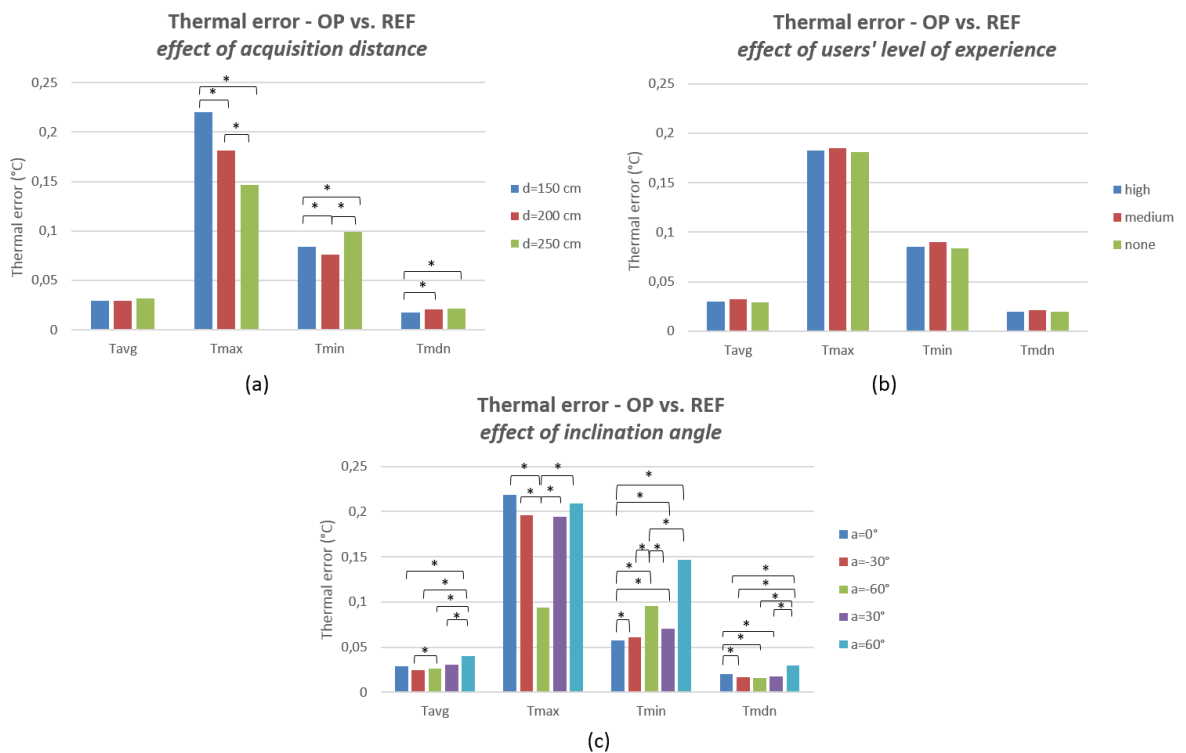 Thermal error - OP vs. REF
effect of acquisition distance
0,25
0,2
0,15
0,1
0,05
0
Thermal error (°C)
* * * * * * * *
Tavg Tmax Tmin Tmdn
d=150 cm
d=200 cm
d=250 cm
(a)
Thermal error - OP vs. REF
effect of users' level of experience
0,25
0,2
0,15
0,1
0,05
0
Thermal error (°C)
Tavg Tmax Tmin Tmdn
high
medium
none
(b)
Thermal error - OP vs. REF
effect of inclination angle
0,25
0,2
0,15
0,1
0,05
0
Thermal error (°C)
* * * * *
* * * *
* * * * * * * *
* * * * * * *
Tavg Tmax Tmin Tmdn
a=0°
a=-30°
a=-60°
a=30°
a=60°
(c)